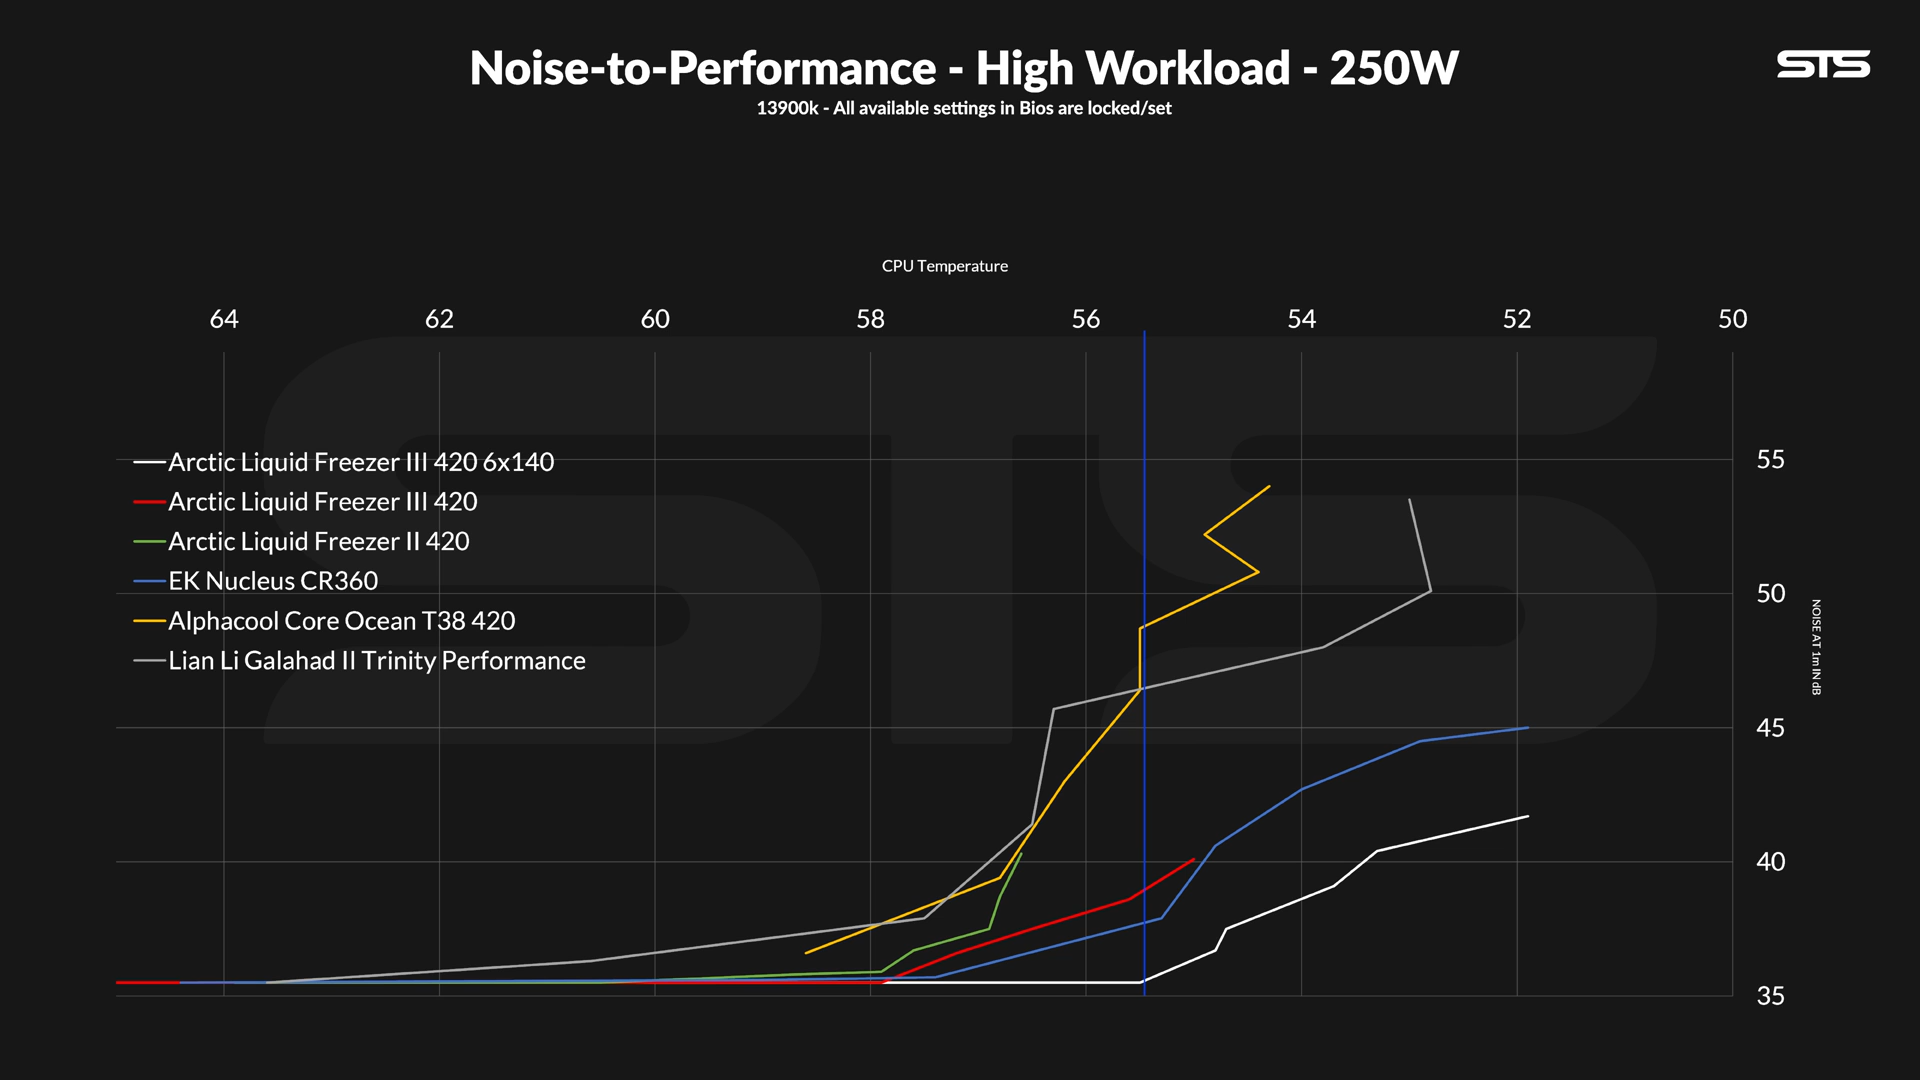 Noise-to-Performance - High Workload - 250W
STS
13900k - All available settings in Bios are locked/set
CPU Temperature
64 62 60 58 56 54 52 50
Arctic Liquid Freezer III 420 6x140
Arctic Liquid Freezer III 420
Arctic Liquid Freezer II 420
EK Nucleus CR360
Alphacool Core Ocean T38 420
Lian Li Galahad II Trinity Performance
55
50
45
40
35
NOISE AT 1m IN dB
STS